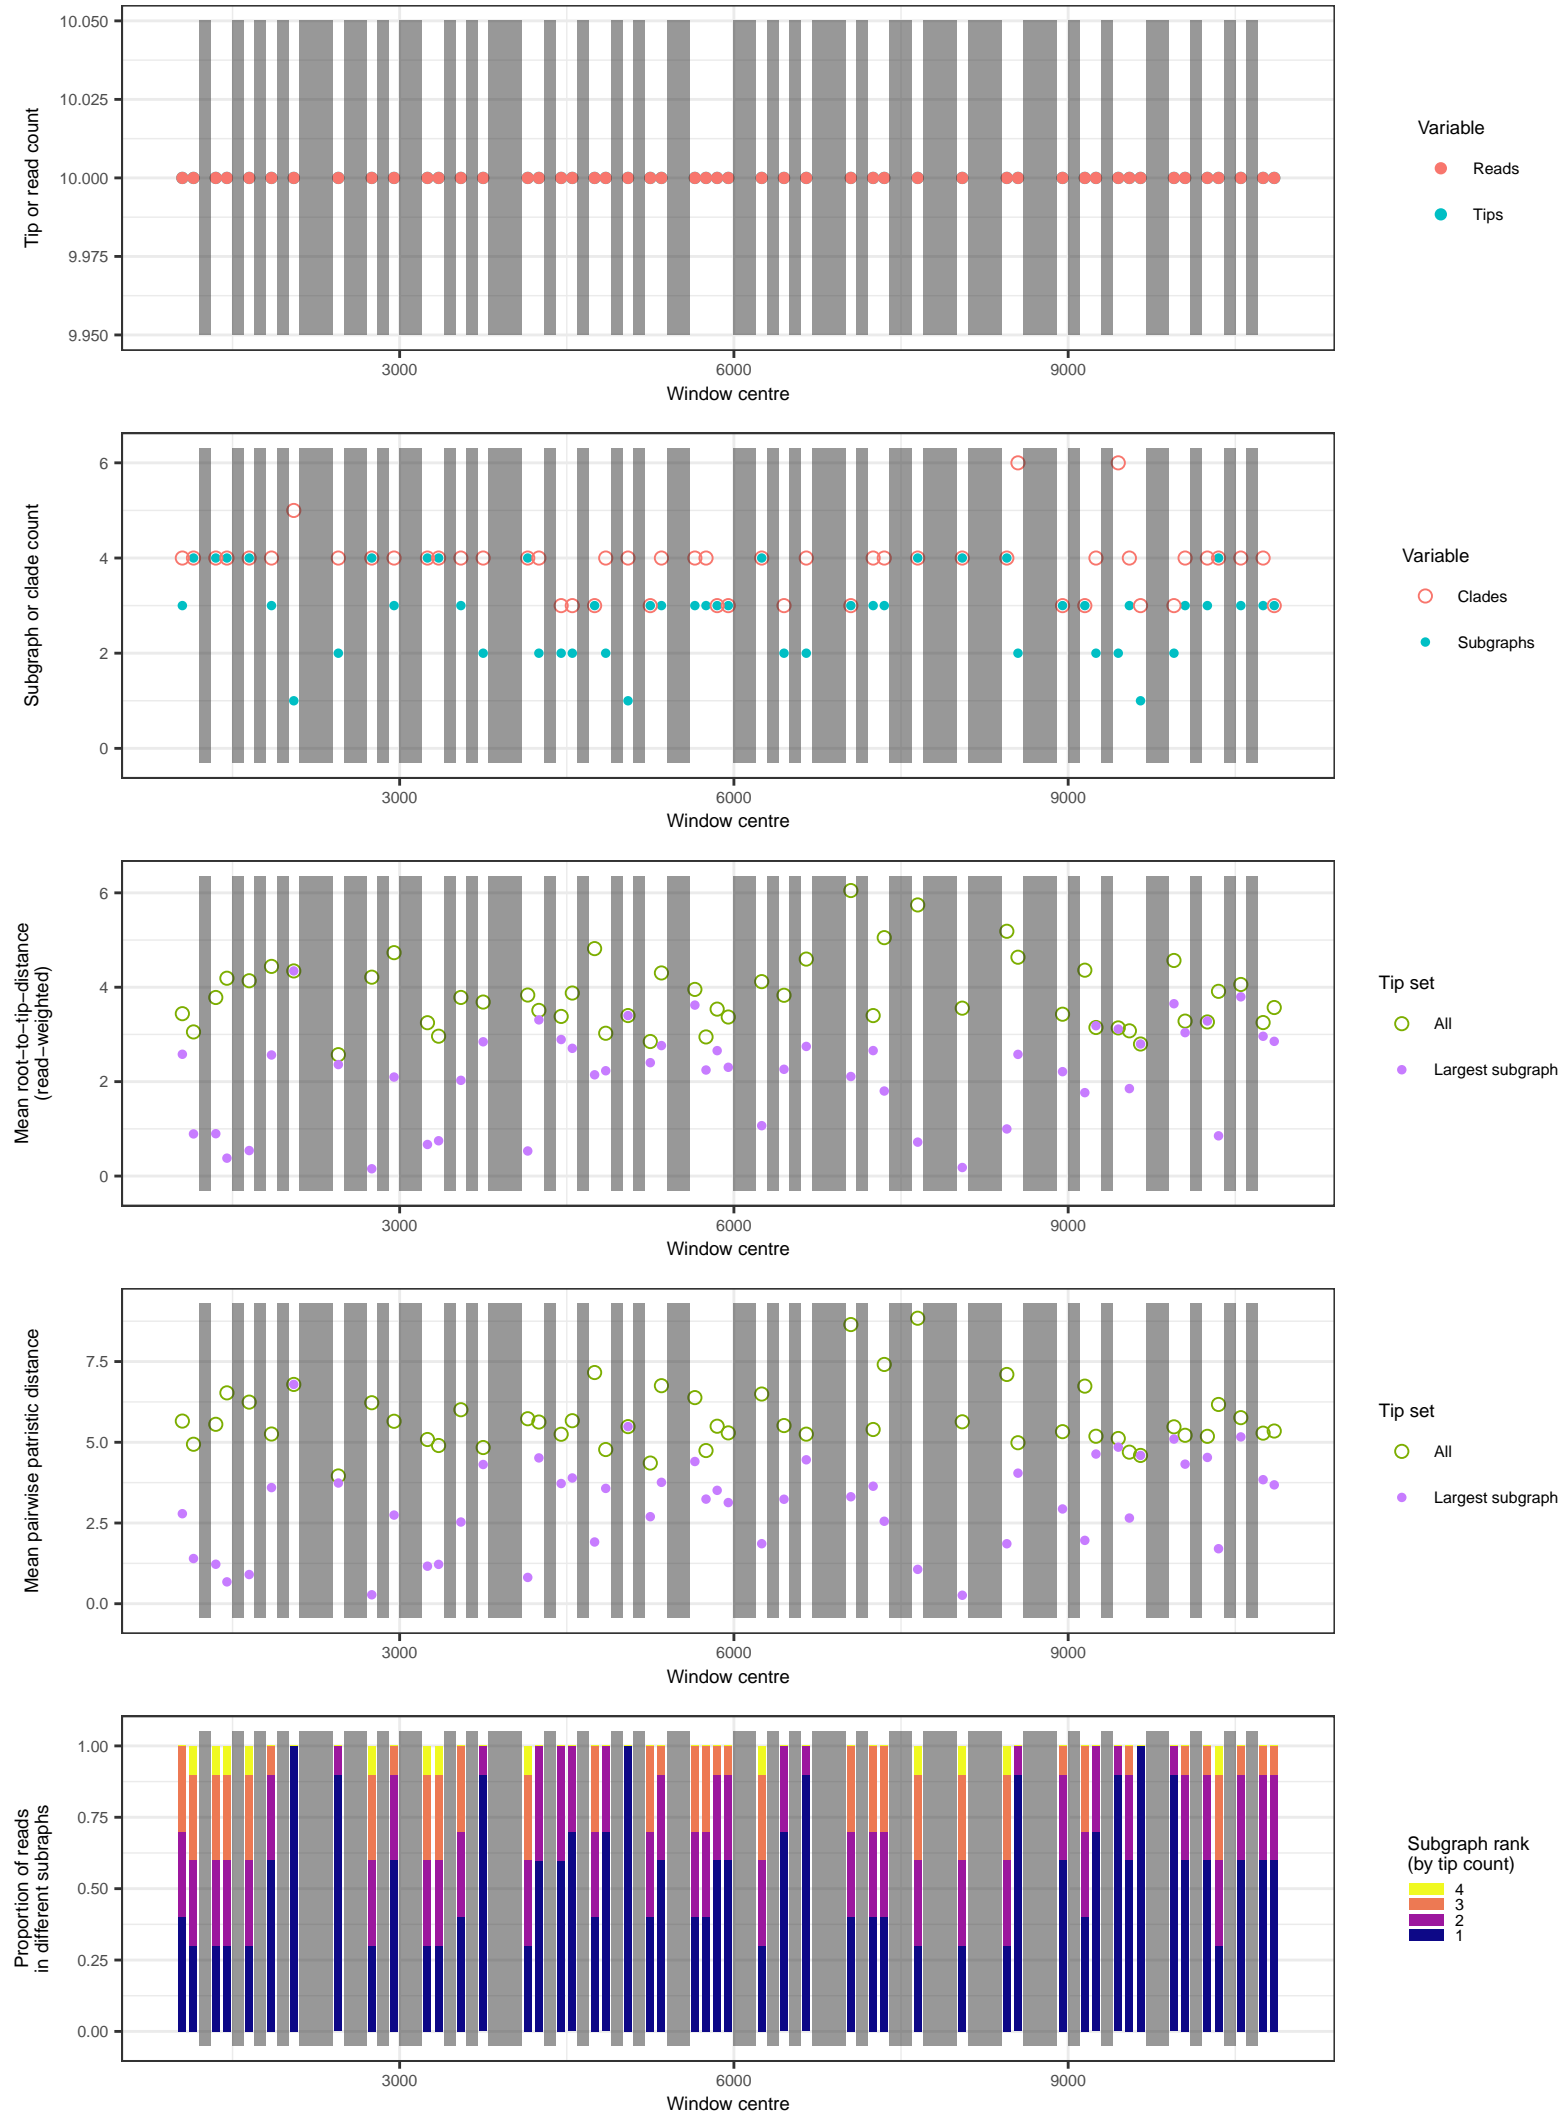 10.050
10.025
10.000
9.975
9.950
Tip or read count
3000
6000
9000
Window centre
Variable
Reads
Tips
6
4
2
0
Subgraph or clade count
3000
6000
9000
Window centre
Variable
Clades
Subgraphs
6
4
2
0
Mean root−to−tip−distance
(read−weighted)
3000
6000
9000
Window centre
Tip set
All
Largest subgraph
7.5
5.0
2.5
0.0
Mean pairwise patristic distance
3000
6000
9000
Window centre
Tip set
All
Largest subgraph
1.00
0.75
0.50
0.25
0.00
Proportion of reads
in different subraphs
3000
6000
9000
Window centre
Subgraph rank
(by tip count)
4
3
2
1